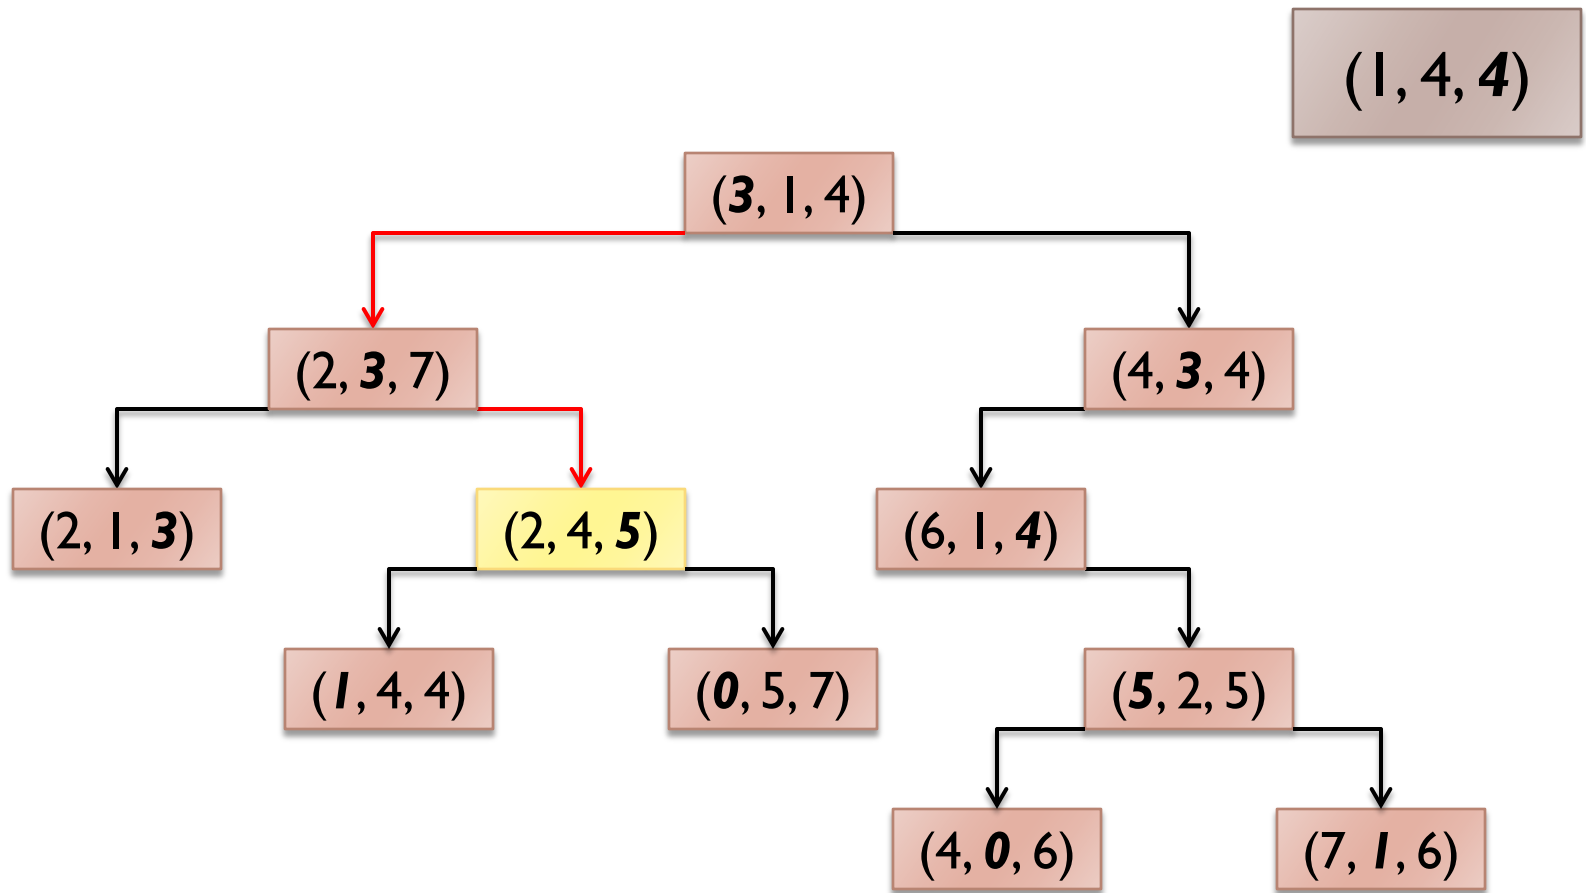 (1, 4, 4)
(3, 1, 4)
(2, 3, 7)
(4, 3, 4)
(2, 1, 3)
(2, 4, 5)
(6, 1, 4)
(1, 4, 4)
(0, 5, 7)
(5, 2, 5)
(4, 0, 6)
(7, 1, 6)